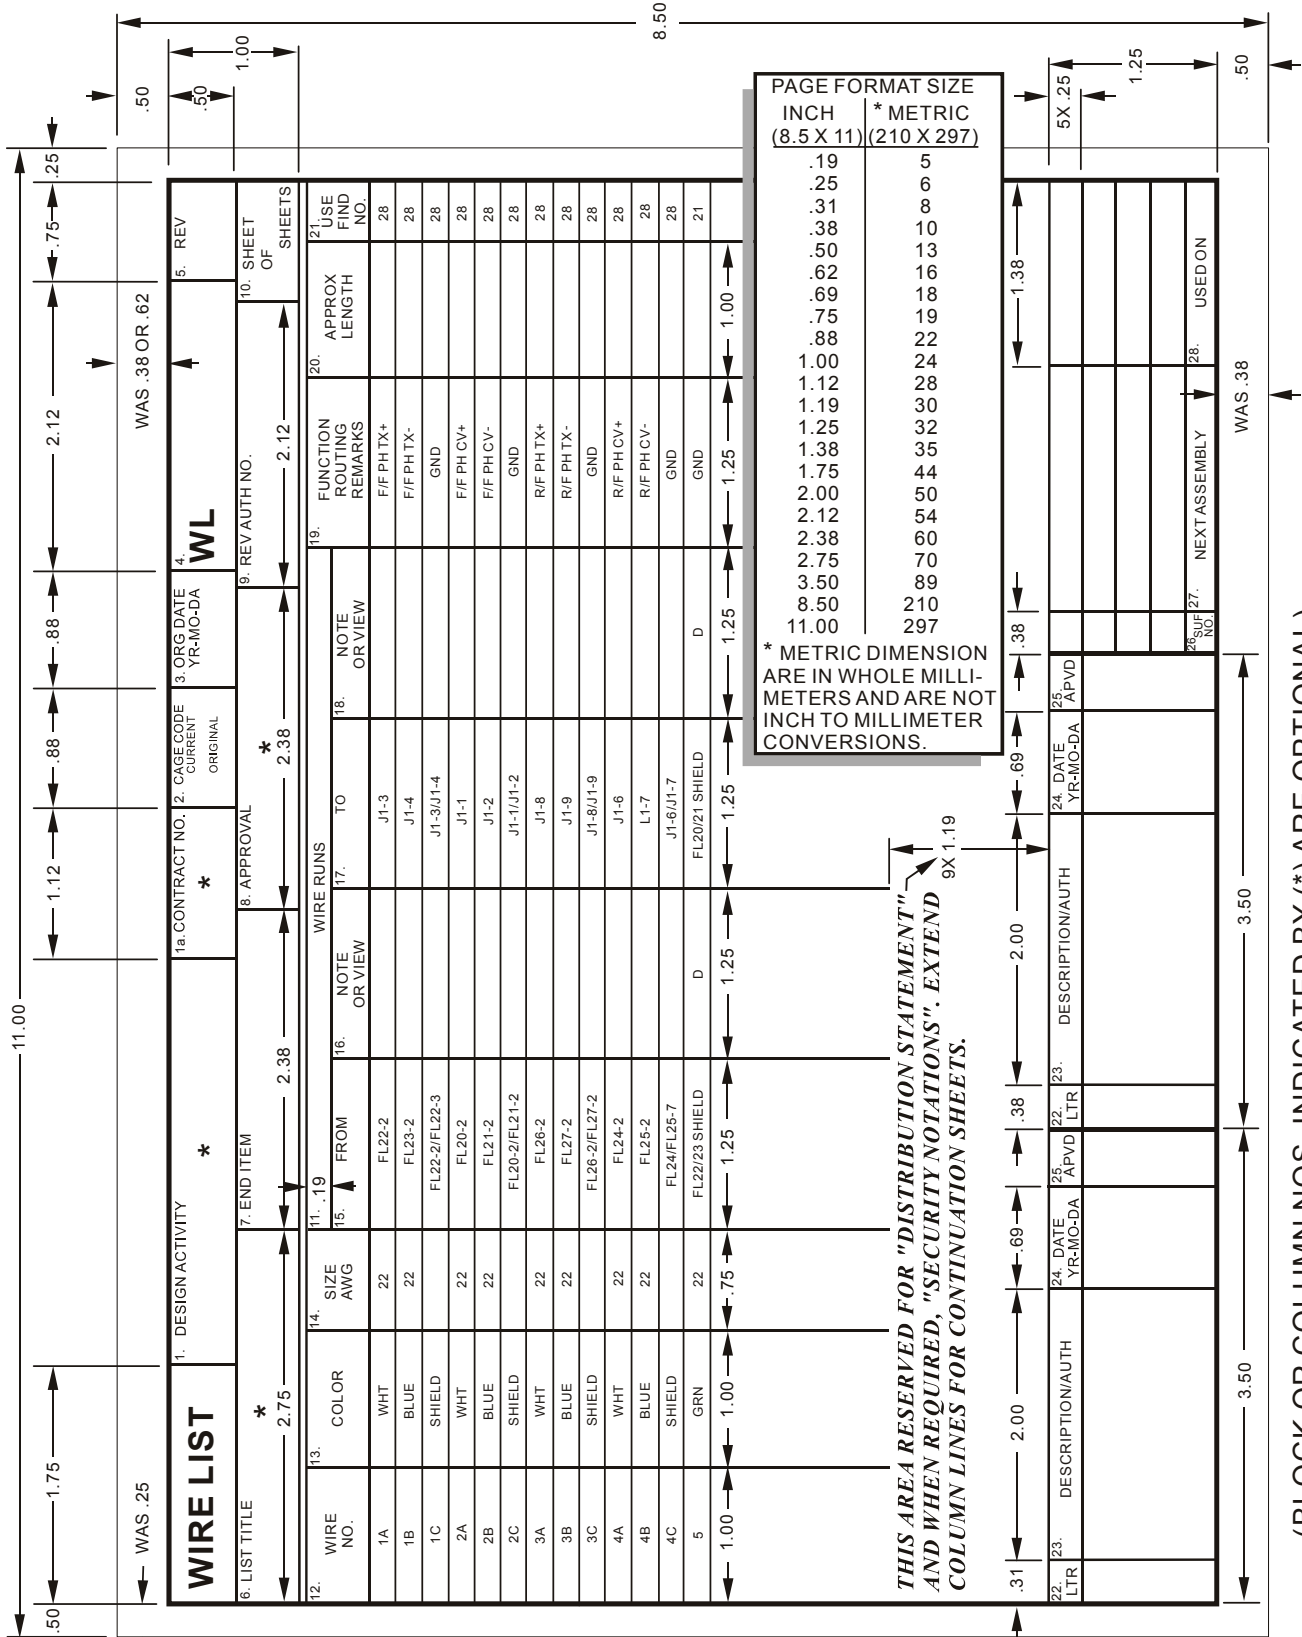 11.00
.50
1.75
1.12
.88
.88
2.12
.75
.25
WAS .25
WAS .38 OR .62
.50
.50
1.00
8.50
WIRE LIST
1. DESIGN ACTIVITY
*
1a. CONTRACT NO.
*
2. CAGE CODE
CURRENT
ORIGINAL
3. ORG DATE
YR-MO-DA
4.
WL
5. REV
6. LIST TITLE
*
2.75
7. END ITEM
2.38
8. APPROVAL
*
2.38
9. REV AUTH NO.
2.12
10. SHEET
OF
SHEETS
11. .19
WIRE RUNS
12. WIRE NO.
13. COLOR
14. SIZE AWG
15. FROM
16. NOTE OR VIEW
17. TO
18. NOTE OR VIEW
19. FUNCTION ROUTING REMARKS
20. APPROX LENGTH
21. USE FIND NO.
1A WHT 22 FL22-2 J1-3 F/F PH TX+ 28
1B BLUE 22 FL23-2 J1-4 F/F PH TX- 28
1C SHIELD FL22-2/FL22-3 J1-3/J1-4 GND 28
2A WHT 22 FL20-2 J1-1 F/F PH CV+ 28
2B BLUE 22 FL21-2 J1-2 F/F PH CV- 28
2C SHIELD FL20-2/FL21-2 J1-1/J1-2 GND 28
3A WHT 22 FL26-2 J1-8 R/F PH TX+ 28
3B BLUE 22 FL27-2 J1-9 R/F PH TX- 28
3C SHIELD FL26-2/FL27-2 J1-8/J1-9 GND 28
4A WHT 22 FL24-2 J1-6 R/F PH CV+ 28
4B BLUE 22 FL25-2 L1-7 R/F PH CV- 28
4C SHIELD FL24/FL25-7 J1-6/J1-7 GND 28
5 GRN 22 FL22/23 SHIELD D FL20/21 SHIELD D GND 21
1.00
1.00
.75
1.25
1.25
1.25
1.25
1.25
1.00
PAGE FORMAT SIZE
INCH * METRIC
(8.5 X 11) (210 X 297)
.19 5
.25 6
.31 8
.38 10
.50 13
.62 16
.69 18
.75 19
.88 22
1.00 24
1.12 28
1.19 30
1.25 32
1.38 35
1.75 44
2.00 50
2.12 54
2.38 60
2.75 70
3.50 89
8.50 210
11.00 297
* METRIC DIMENSION
ARE IN WHOLE MILLI-
METERS AND ARE NOT
INCH TO MILLIMETER
CONVERSIONS.
THIS AREA RESERVED FOR "DISTRIBUTION STATEMENT"
AND WHEN REQUIRED, "SECURITY NOTATIONS". EXTEND
COLUMN LINES FOR CONTINUATION SHEETS.
9X 1.19
.31
2.00
.69
.38
2.00
.69
.38
1.38
5X .25
1.25
22. LTR
23. DESCRIPTION/AUTH
24. DATE
YR-MO-DA
25. APVD
22. LTR
23. DESCRIPTION/AUTH
24. DATE
YR-MO-DA
25. APVD
26 SUF NO.
27. NEXT ASSEMBLY
28. USED ON
3.50
3.50
WAS .38
.50
(BLOCK OR COLUMN NOS. INDICATED BY (*) ARE OPTIONAL)